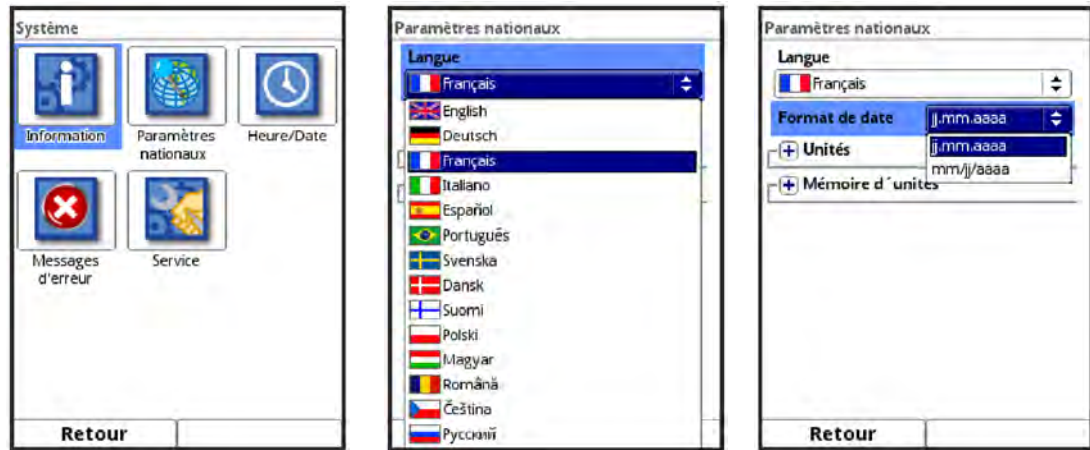 Système
Information
Paramètres
nationaux
Heure/Date
Messages
d'erreur
Service
Retour
Paramètres nationaux
Langue
Français
English
Deutsch
Français
Italiano
Español
Português
Svenska
Dansk
Suomi
Polski
Magyar
Română
Čeština
Русский
Paramètres nationaux
Langue
Français
Format de date
jj.mm.aaaa
jj.mm.aaaa
mm/jj/aaaa
Unités
Mémoire d´unités
Retour